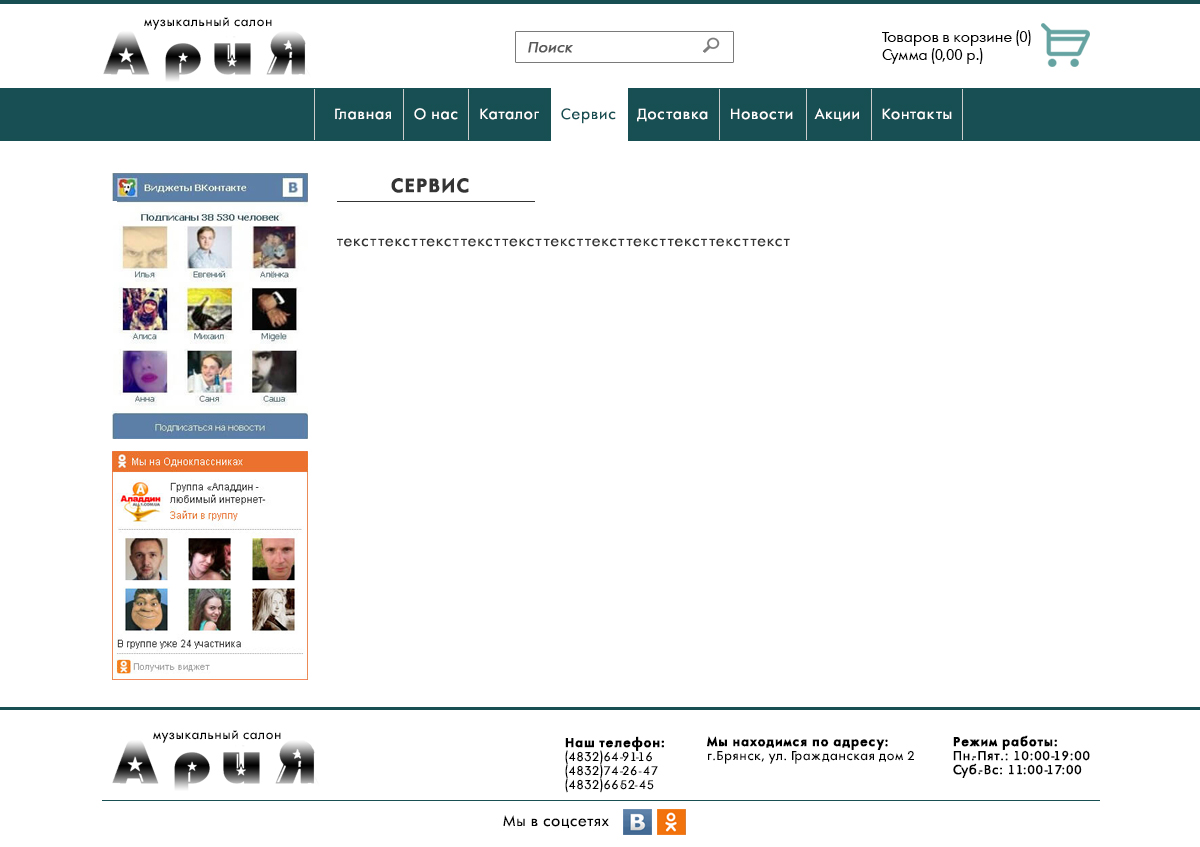 музыкальный салон
АриЯ
Поиск
Товаров в корзине (0)
Сумма (0,00 р.)
Главная О нас Каталог Сервис Доставка Новости Акции Контакты
Виджеты ВКонтакте B
Подписаны 38 530 человек
Илья Евгений Алёнка
Алиса Михаил Migele
Анна Саня Саша
Подписаться на новости
СЕРВИС
тексттексттексттексттексттексттексттексттексттексттекст
Мы на Одноклассниках
Аладдин
Группа «Аладдин -
любимый интернет-
Зайти в группу
В группе уже 24 участника
Получить виджет
музыкальный салон
АриЯ
Наш телефон:
(4832)64-91-16
(4832)74-26-47
(4832)66-52-45
Мы находимся по адресу:
г.Брянск, ул. Гражданская дом 2
Режим работы:
Пн.-Пят.: 10:00-19:00
Суб.-Вс: 11:00-17:00
Мы в соцсетях B